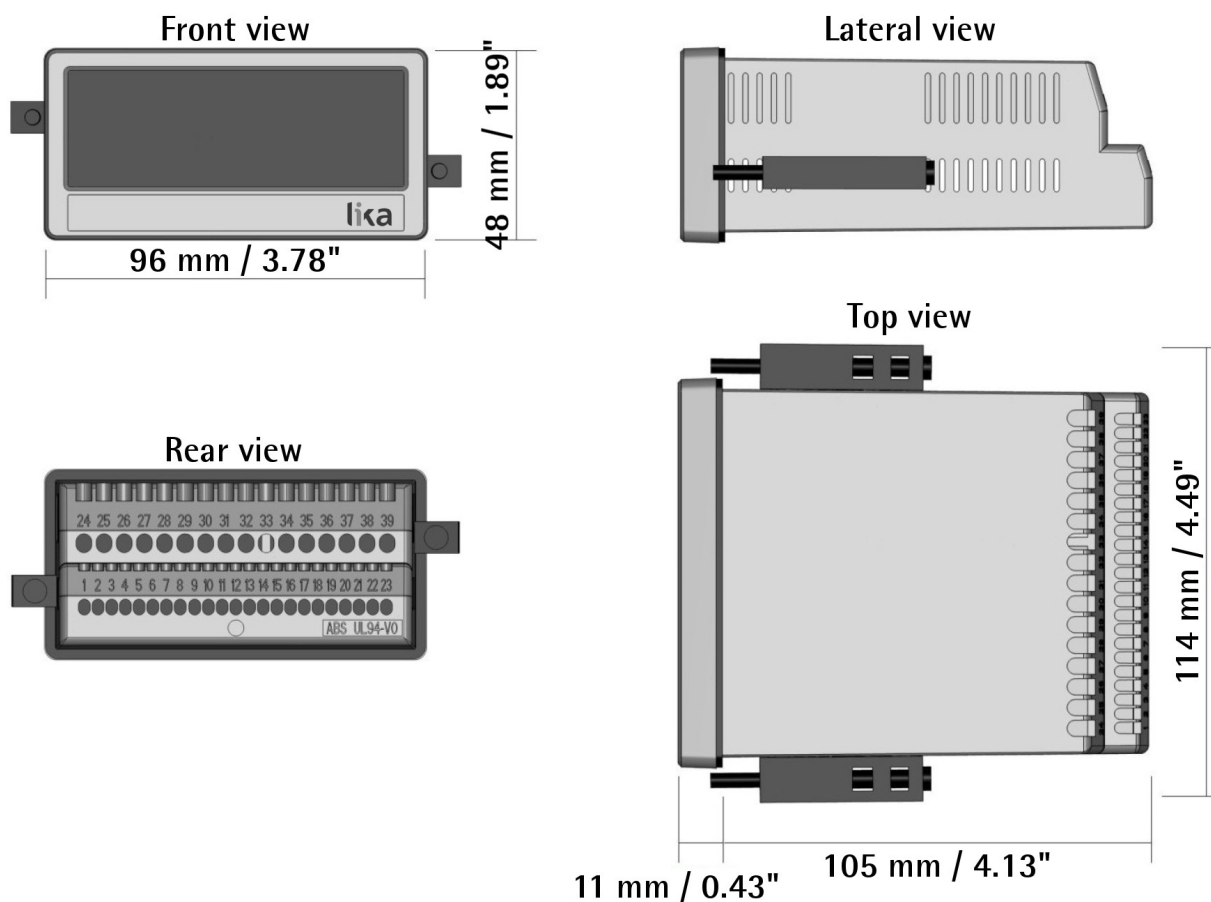 Front view
lika
48 mm / 1.89"
96 mm / 3.78"
Lateral view
Rear view
24 25 26 27 28 29 30 31 32 33 34 35 36 37 38 39
1 2 3 4 5 6 7 8 9 10 11 12 13 14 15 16 17 18 19 20 21 22 23
ABS UL94-V0
Top view
114 mm / 4.49"
105 mm / 4.13"
11 mm / 0.43"